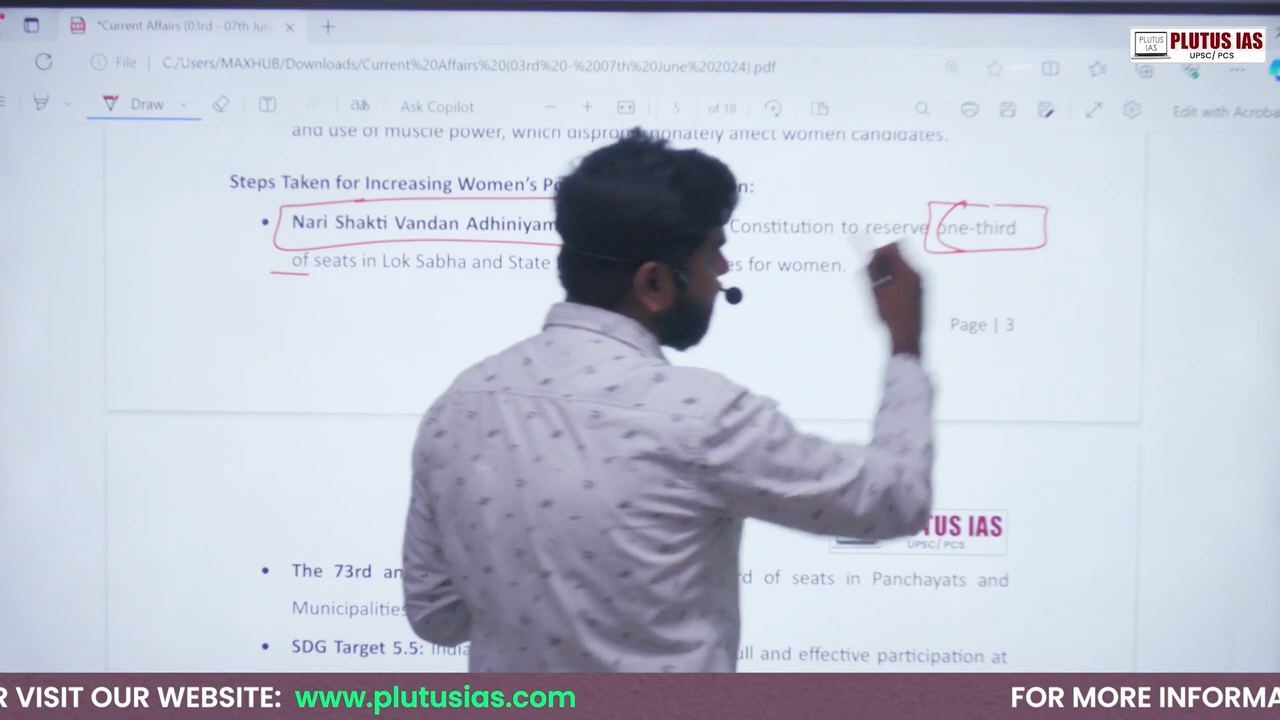 *Current Affairs (03rd - 07th Jun
PLUTUS IAS
PLUTUS IAS
UPSC/ PCS
File | C:/Users/MAXHUB/Downloads/Current%20 %20-%2007th%20June%202024).pdf
Draw
Ask Copilot
5 of 18
Edit with Acroba
and use of muscle power, which disproportionately affect women candidates.
Steps Taken for Increasing Women's Po n:
• Nari Shakti Vandan Adhiniyam Constitution to reserve one-third
of seats in Lok Sabha and State es for women.
Page | 3
TUS IAS
UPSC/ PCS
• The 73rd an rd of seats in Panchayats and
Municipalities
• SDG Target 5.5: India ull and effective participation at
R VISIT OUR WEBSITE: www.plutusias.com FOR MORE INFORMA